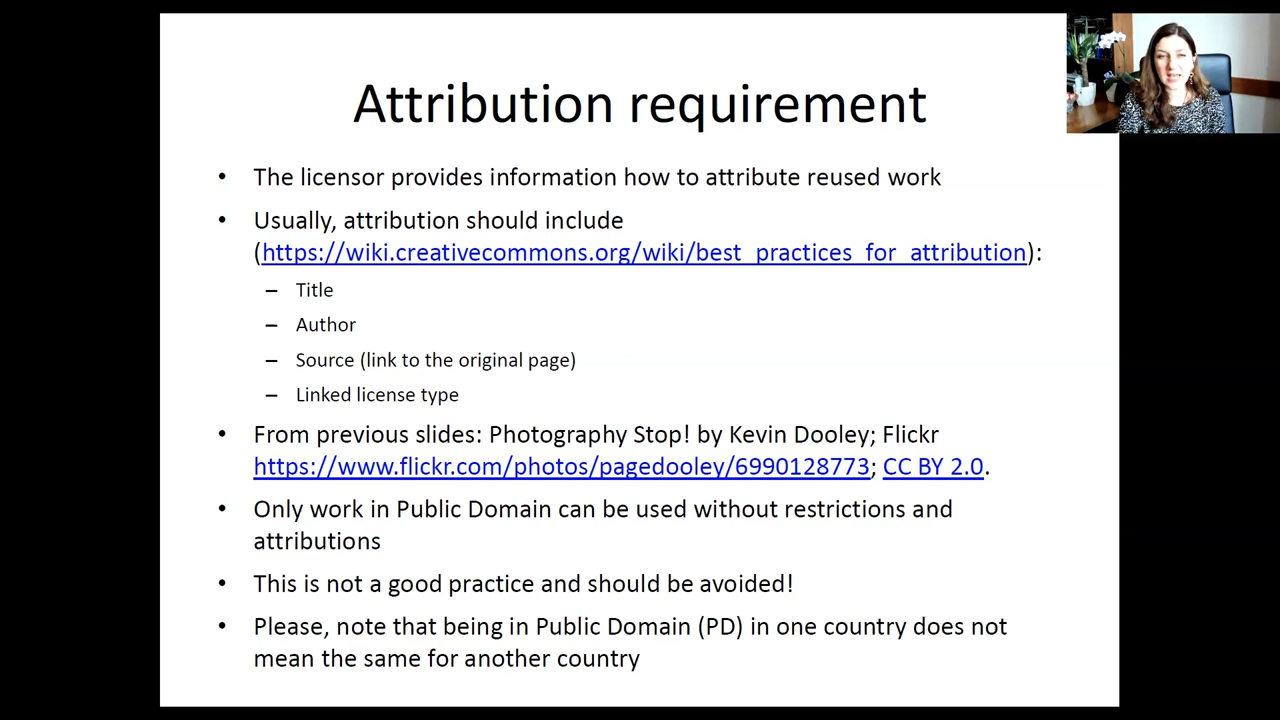 Attribution requirement
• The licensor provides information how to attribute reused work
• Usually, attribution should include
(https://wiki.creativecommons.org/wiki/best_practices_for_attribution):
– Title
– Author
– Source (link to the original page)
– Linked license type
• From previous slides: Photography Stop! by Kevin Dooley; Flickr
https://www.flickr.com/photos/pagedooley/6990128773; CC BY 2.0.
• Only work in Public Domain can be used without restrictions and
attributions
• This is not a good practice and should be avoided!
• Please, note that being in Public Domain (PD) in one country does not
mean the same for another country